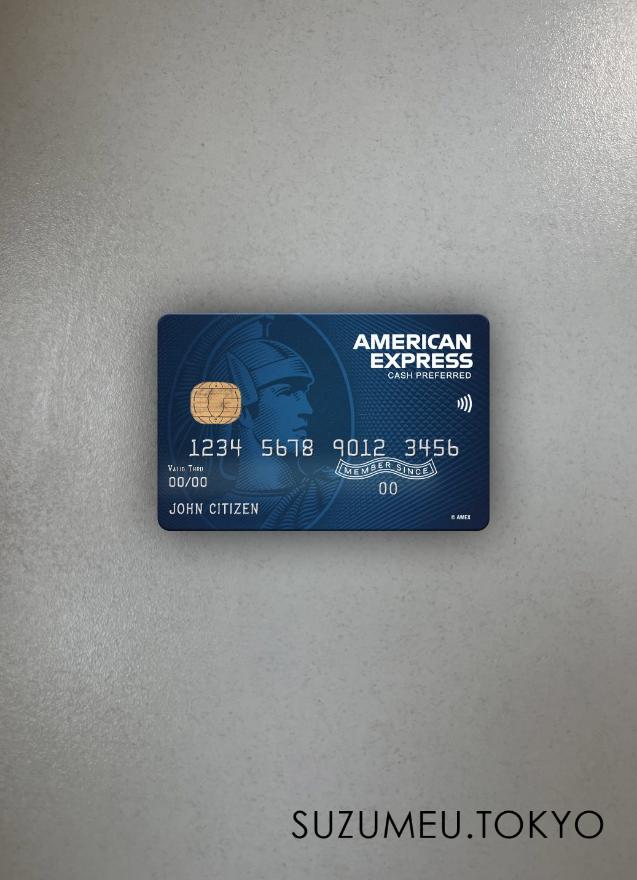 AMERICAN
EXPRESS
CASH PREFERRED
1234 5678 9012 3456
MEMBER SINCE
VALID THRU
00/00
00
JOHN CITIZEN
© AMEX
SUZUMEU.TOKYO